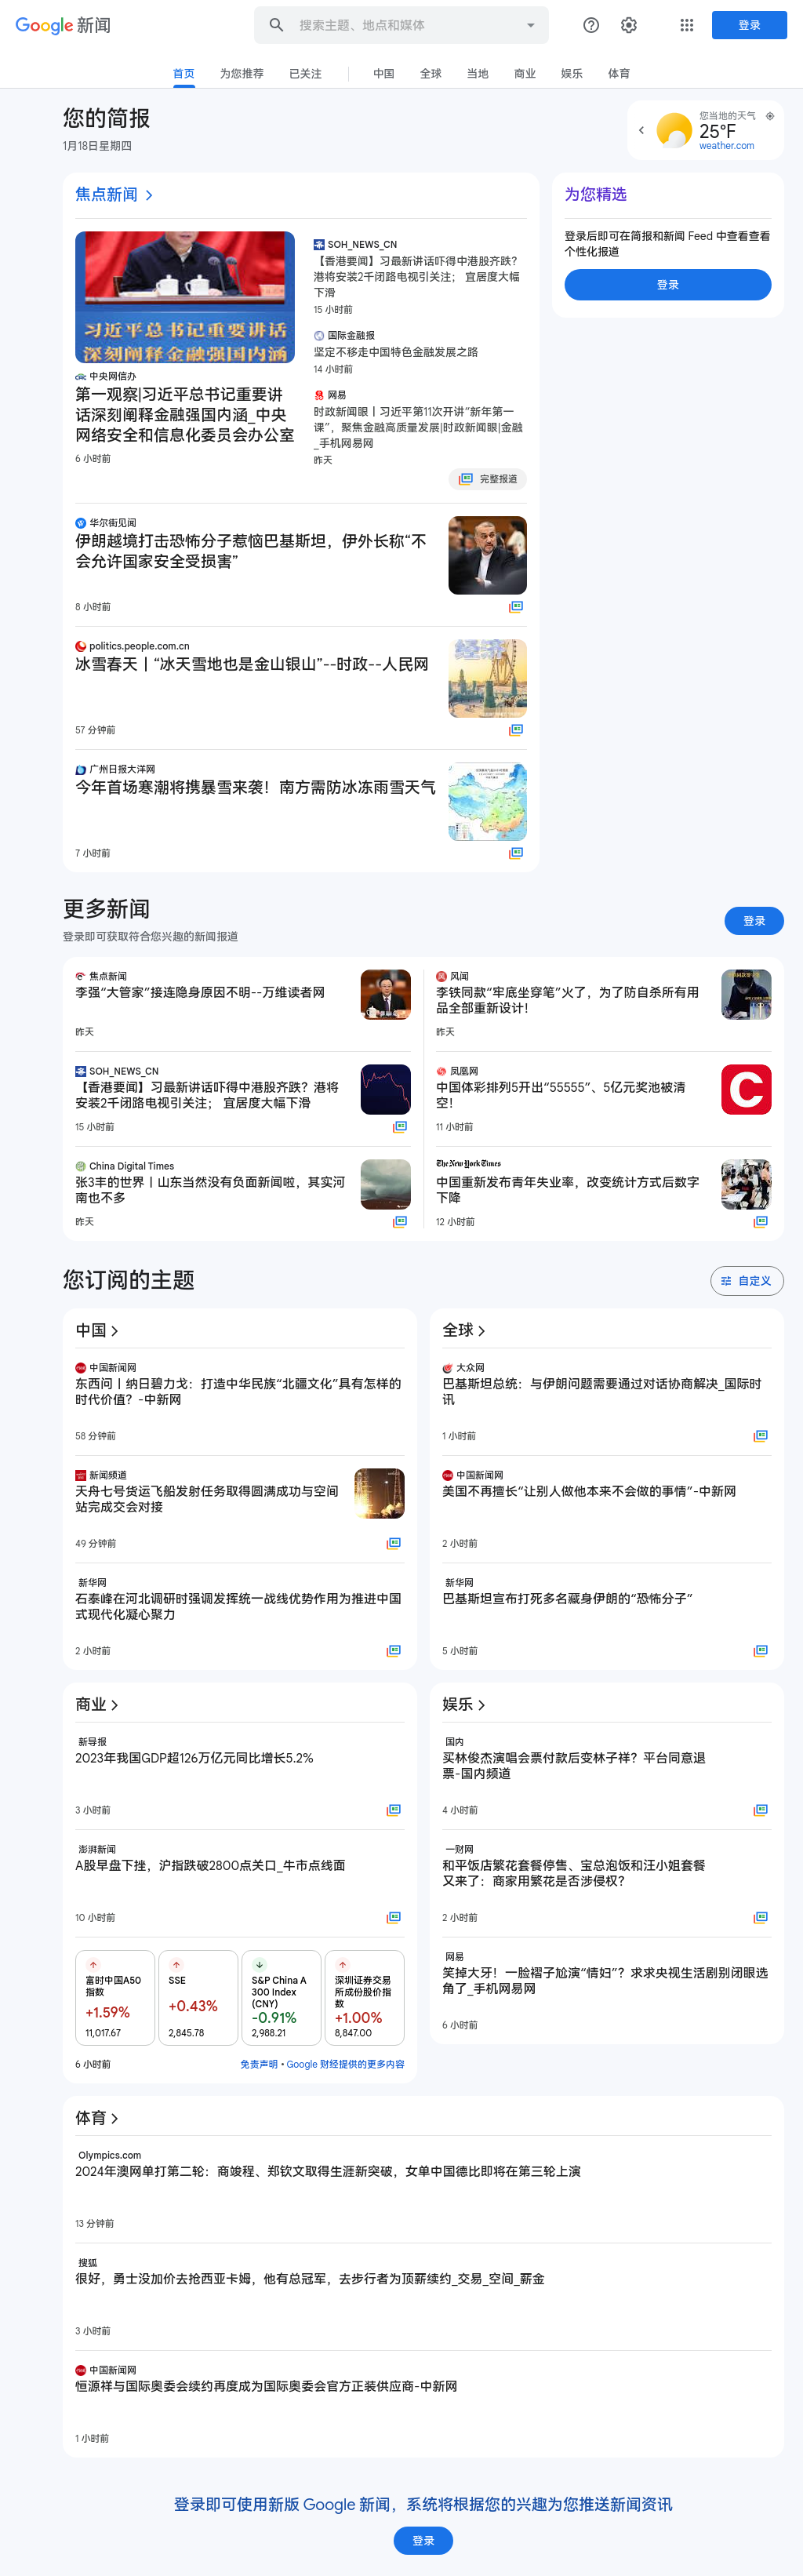 Google 新闻
搜索主题、地点和媒体
登录
首页
为您推荐
已关注
中国
全球
当地
商业
娱乐
体育
您的简报
1月18日星期四
您当地的天气
25°F
weather.com
焦点新闻
习近平总书记重要讲话
深刻阐释金融强国内涵
中央网信办
第一观察|习近平总书记重要讲
话深刻阐释金融强国内涵_中央
网络安全和信息化委员会办公室
6 小时前
SOH_NEWS_CN
【香港要闻】习最新讲话吓得中港股齐跌?
港将安装2千闭路电视引关注； 宜居度大幅
下滑
15 小时前
国际金融报
坚定不移走中国特色金融发展之路
14 小时前
网易
时政新闻眼丨习近平第11次开讲“新年第一
课”，聚焦金融高质量发展|时政新闻眼|金融
_手机网易网
昨天
完整报道
为您精选
登录后即可在简报和新闻 Feed 中查看查看
个性化报道
登录
华尔街见闻
伊朗越境打击恐怖分子惹恼巴基斯坦，伊外长称“不
会允许国家安全受损害”
8 小时前
politics.people.com.cn
冰雪春天丨“冰天雪地也是金山银山”--时政--人民网
57 分钟前
广州日报大洋网
今年首场寒潮将携暴雪来袭！南方需防冰冻雨雪天气
7 小时前
更多新闻
登录即可获取符合您兴趣的新闻报道
登录
焦点新闻
李强“大管家”接连隐身原因不明--万维读者网
昨天
SOH_NEWS_CN
【香港要闻】习最新讲话吓得中港股齐跌？港将
安装2千闭路电视引关注； 宜居度大幅下滑
15 小时前
China Digital Times
张3丰的世界丨山东当然没有负面新闻啦，其实河
南也不多
昨天
风闻
李铁同款“牢底坐穿笔”火了，为了防自杀所有用
品全部重新设计！
昨天
凤凰网
中国体彩排列5开出“55555”、5亿元奖池被清
空！
11 小时前
The New York Times
中国重新发布青年失业率，改变统计方式后数字
下降
12 小时前
您订阅的主题
自定义
中国
中国新闻网
东西问丨纳日碧力戈：打造中华民族“北疆文化”具有怎样的
时代价值？-中新网
58 分钟前
新闻频道
天舟七号货运飞船发射任务取得圆满成功与空间
站完成交会对接
49 分钟前
新华网
石泰峰在河北调研时强调发挥统一战线优势作用为推进中国
式现代化凝心聚力
2 小时前
全球
大众网
巴基斯坦总统：与伊朗问题需要通过对话协商解决_国际时
讯
1 小时前
中国新闻网
美国不再擅长“让别人做他本来不会做的事情”-中新网
2 小时前
新华网
巴基斯坦宣布打死多名藏身伊朗的“恐怖分子”
5 小时前
商业
新导报
2023年我国GDP超126万亿元同比增长5.2%
3 小时前
澎湃新闻
A股早盘下挫，沪指跌破2800点关口_牛市点线面
10 小时前
富时中国A50
指数
+1.59%
11,017.67
SSE
+0.43%
2,845.78
S&P China A
300 Index
(CNY)
-0.91%
2,988.21
深圳证券交易
所成份股价指
数
+1.00%
8,847.00
6 小时前
免责声明 • Google 财经提供的更多内容
娱乐
国内
买林俊杰演唱会票付款后变林子祥？平台同意退
票-国内频道
4 小时前
一财网
和平饭店繁花套餐停售、宝总泡饭和汪小姐套餐
又来了：商家用繁花是否涉侵权？
2 小时前
网易
笑掉大牙！一脸褶子尬演“情妇”？求求央视生活剧别闭眼选
角了_手机网易网
6 小时前
体育
Olympics.com
2024年澳网单打第二轮：商竣程、郑钦文取得生涯新突破，女单中国德比即将在第三轮上演
13 分钟前
搜狐
很好，勇士没加价去抢西亚卡姆，他有总冠军，去步行者为顶薪续约_交易_空间_薪金
3 小时前
中国新闻网
恒源祥与国际奥委会续约再度成为国际奥委会官方正装供应商-中新网
1 小时前
登录即可使用新版 Google 新闻，系统将根据您的兴趣为您推送新闻资讯
登录